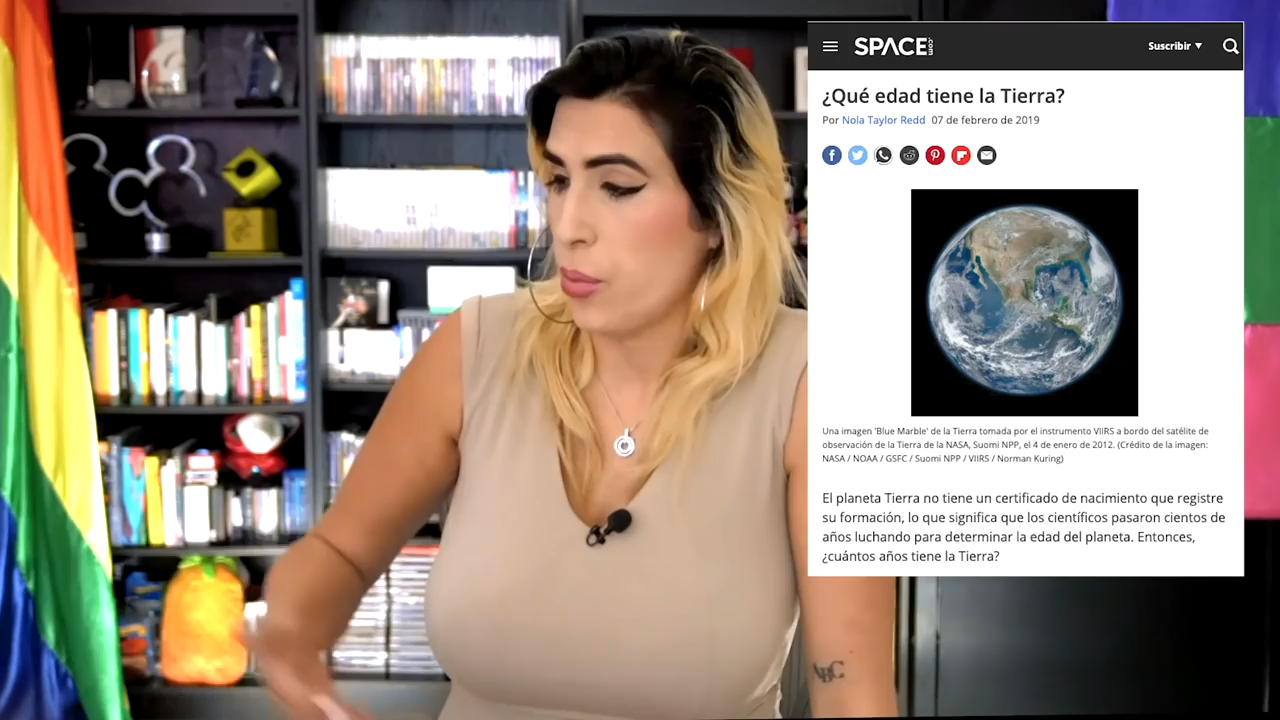 SPACE.com
Suscribir
¿Qué edad tiene la Tierra?
Por Nola Taylor Redd 07 de febrero de 2019
Una imagen 'Blue Marble' de la Tierra tomada por el instrumento VIIRS a bordo del satélite de
observación de la Tierra de la NASA, Suomi NPP, el 4 de enero de 2012. (Crédito de la imagen:
NASA / NOAA / GSFC / Suomi NPP / VIIRS / Norman Kuring)
El planeta Tierra no tiene un certificado de nacimiento que registre
su formación, lo que significa que los científicos pasaron cientos de
años luchando para determinar la edad del planeta. Entonces,
¿cuántos años tiene la Tierra?
ABC